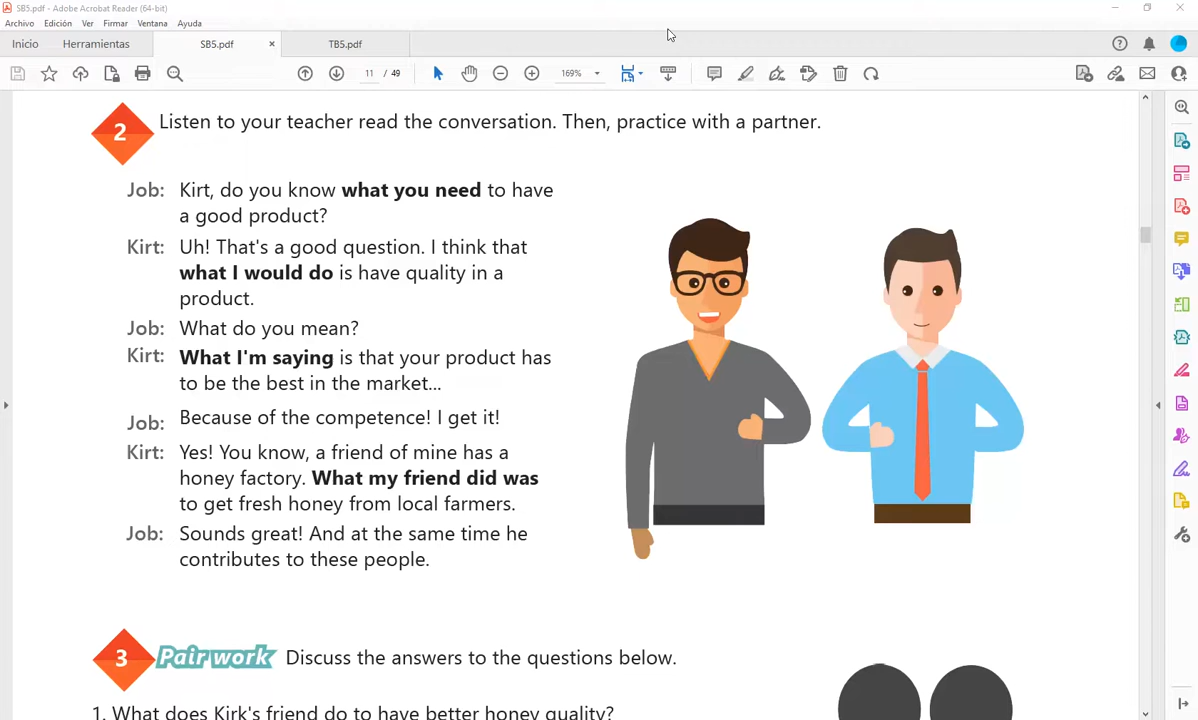 SB5.pdf - Adobe Acrobat Reader (64-bit)
Archivo Edición Ver Firmar Ventana Ayuda
Inicio Herramientas SB5.pdf × TB5.pdf
11 / 49 169%
2 Listen to your teacher read the conversation. Then, practice with a partner.
Job: Kirt, do you know what you need to have
a good product?
Kirt: Uh! That's a good question. I think that
what I would do is have quality in a
product.
Job: What do you mean?
Kirt: What I'm saying is that your product has
to be the best in the market...
Job: Because of the competence! I get it!
Kirt: Yes! You know, a friend of mine has a
honey factory. What my friend did was
to get fresh honey from local farmers.
Job: Sounds great! And at the same time he
contributes to these people.
3 Pair work Discuss the answers to the questions below.
1. What does Kirk's friend do to have better honey quality?